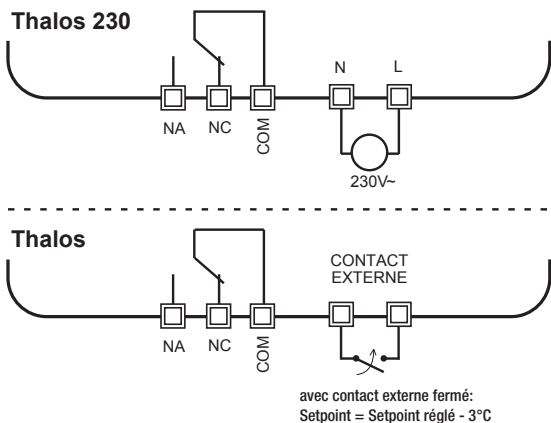 Thalos 230
N L
NA NC COM
230V~
Thalos
CONTACT
EXTERNE
NA NC COM
avec contact externe fermé:
Setpoint = Setpoint réglé - 3°C